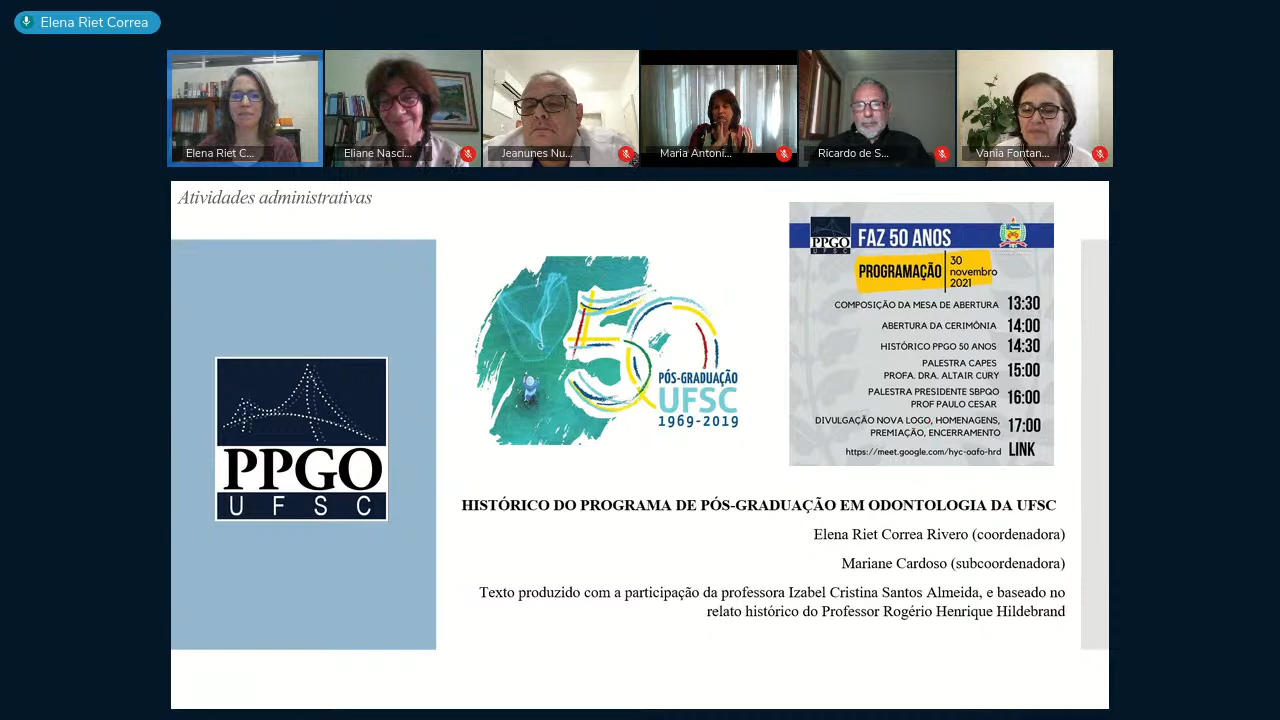 Elena Riet Correa
Elena Riet C...
Eliane Nasci...
Jeanunes Nu...
Maria Antoni...
Ricardo de S...
Vania Fontan...
Atividades administrativas
PPGO
UFSC
PÓS-GRADUAÇÃO
UFSC
1969-2019
50
PPGO
UFSC
FAZ 50 ANOS
PROGRAMAÇÃO
30
novembro
2021
COMPOSIÇÃO DA MESA DE ABERTURA 13:30
ABERTURA DA CERIMÔNIA 14:00
HISTÓRICO PPGO 50 ANOS 14:30
PALESTRA CAPES
PROFA. DRA. ALTAIR CURY 15:00
PALESTRA PRESIDENTE SBPQO
PROF PAULO CESAR 16:00
DIVULGAÇÃO NOVA LOGO, HOMENAGENS,
PREMIAÇÃO, ENCERRAMENTO 17:00
https://meet.google.com/hyc-oafo-hrd LINK
HISTÓRICO DO PROGRAMA DE PÓS-GRADUAÇÃO EM ODONTOLOGIA DA UFSC
Elena Riet Correa Rivero (coordenadora)
Mariane Cardoso (subcoordenadora)
Texto produzido com a participação da professora Izabel Cristina Santos Almeida, e baseado no
relato histórico do Professor Rogério Henrique Hildebrand